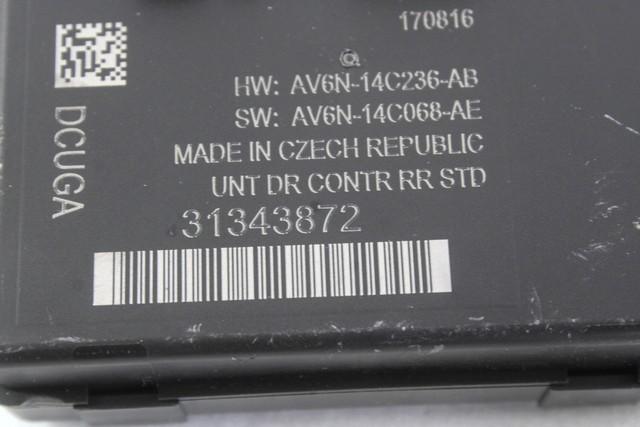 170816
HW: AV6N-14C236-AB
SW: AV6N-14C068-AE
MADE IN CZECH REPUBLIC
UNT DR CONTR RR STD
31343872
DCUGA